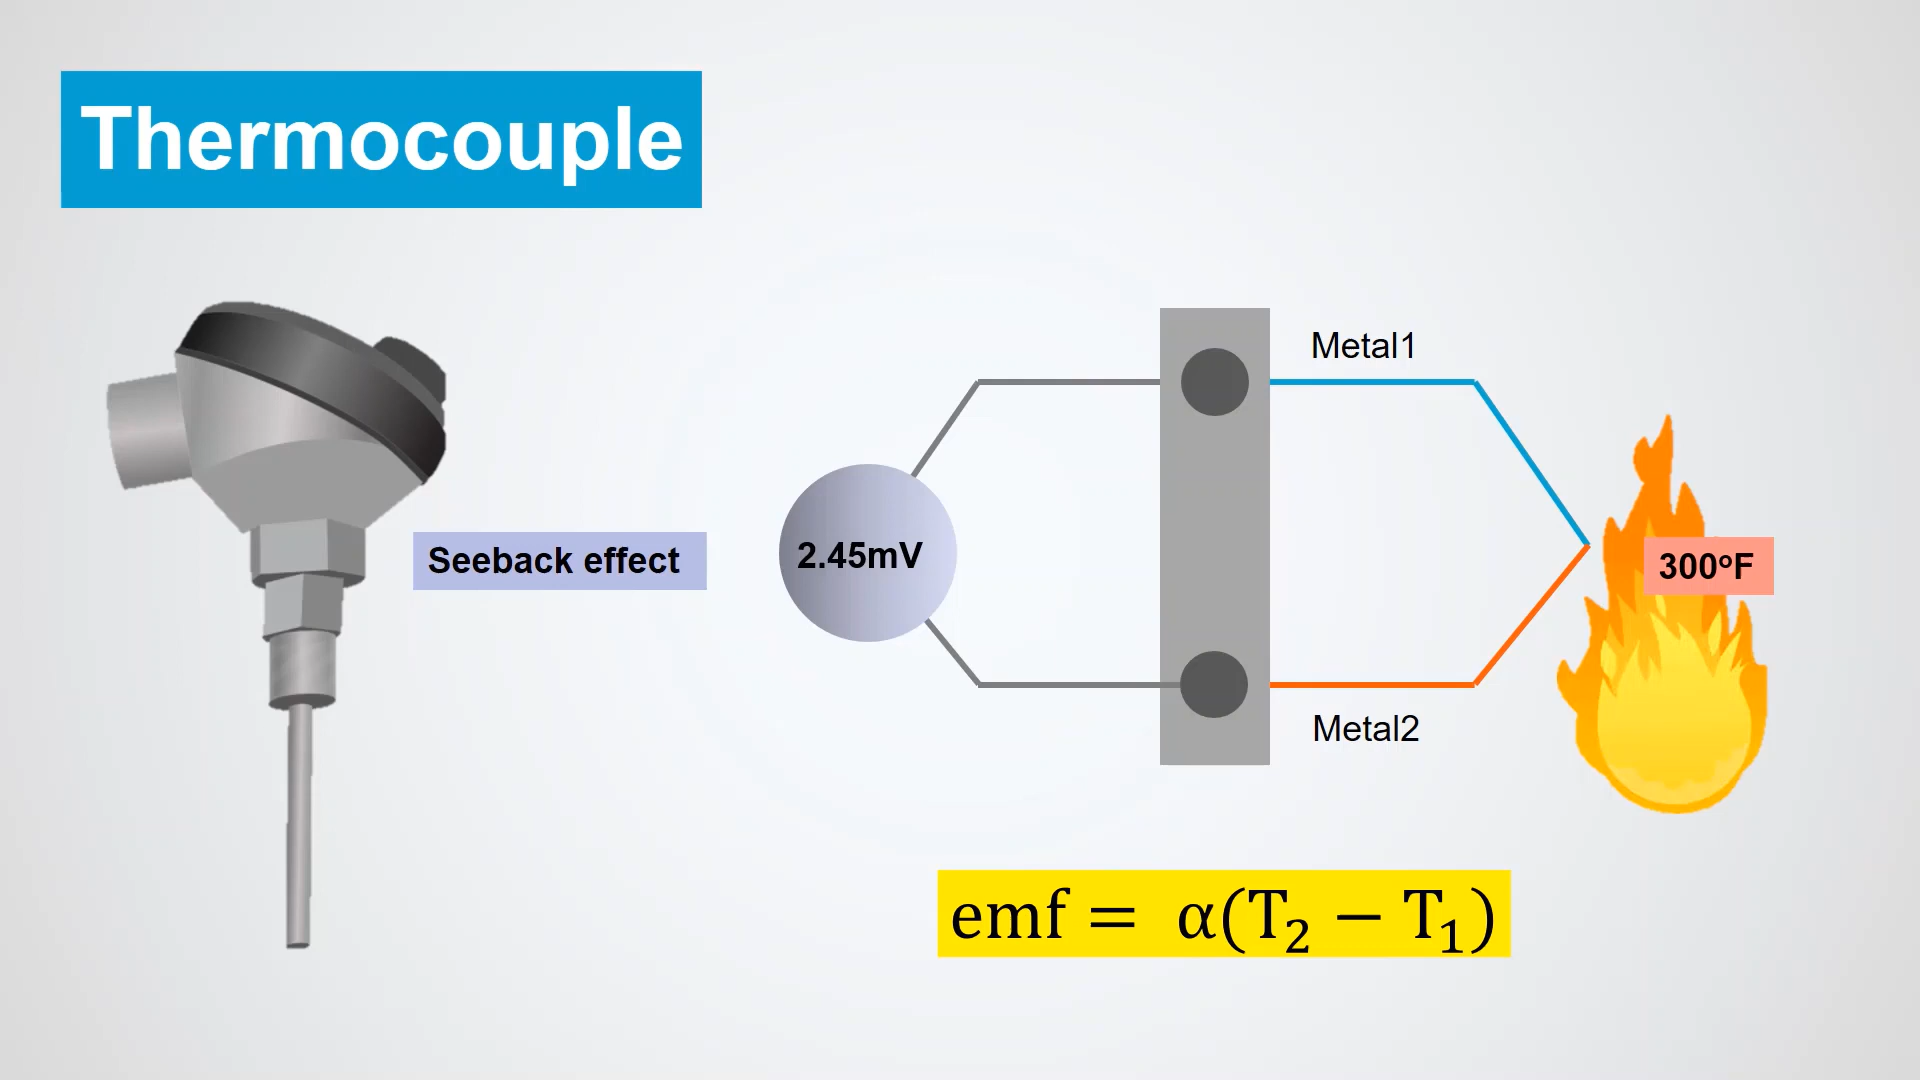 Thermocouple
Metal1
Seeback effect
2.45mV
300°F
Metal2
emf = α(T₂ − T₁)